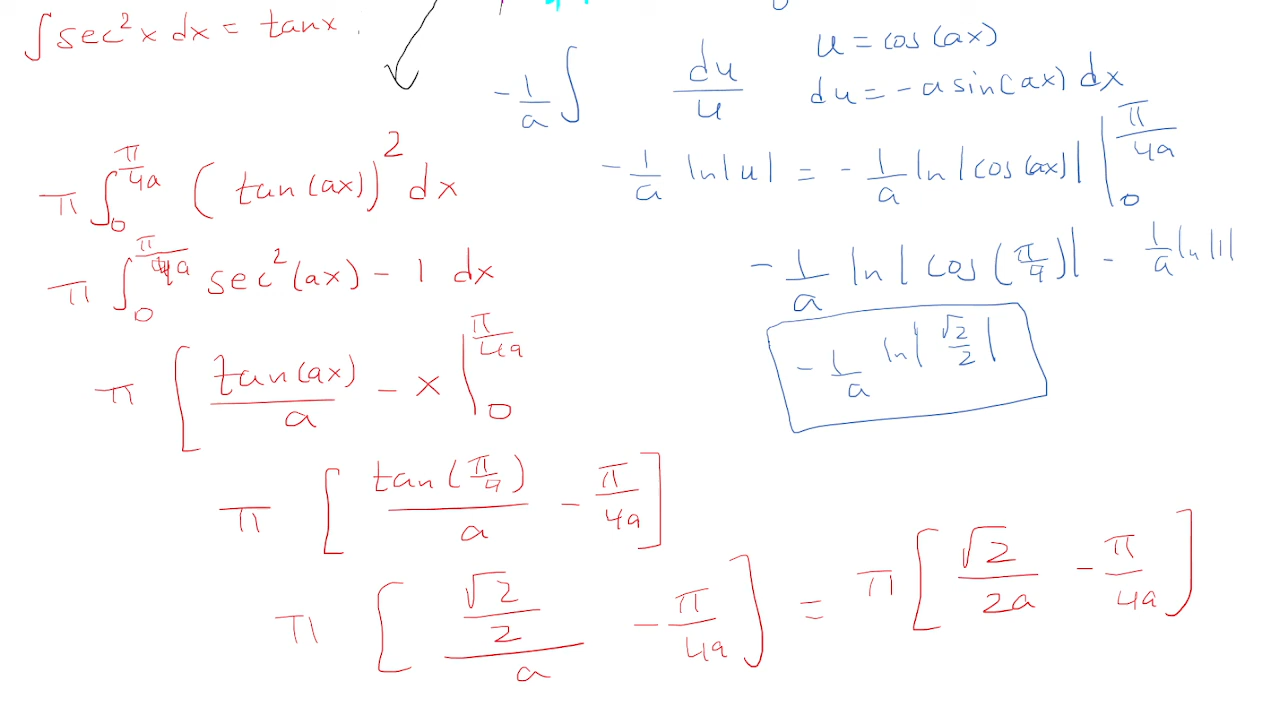 ∫ sec²x dx = tanx.
π ∫₀^(π/4a) (tan(ax))² dx
π ∫₀^(π/4a) sec²(ax) - 1 dx
π [ tan(ax)/a - x |₀^(π/4a)
π [ tan(π/4)/a - π/4a ]
π [ (√2/2)/a - π/4a ] = π [ √2/2a - π/4a ]
u = cos(ax)
-1/a ∫ du/u du = -a sin(ax) dx
-1/a ln|u| = -1/a ln|cos(ax)| |₀^(π/4a)
-1/a ln|cos(π/4)| - 1/a ln|1|
-1/a ln|√2/2|